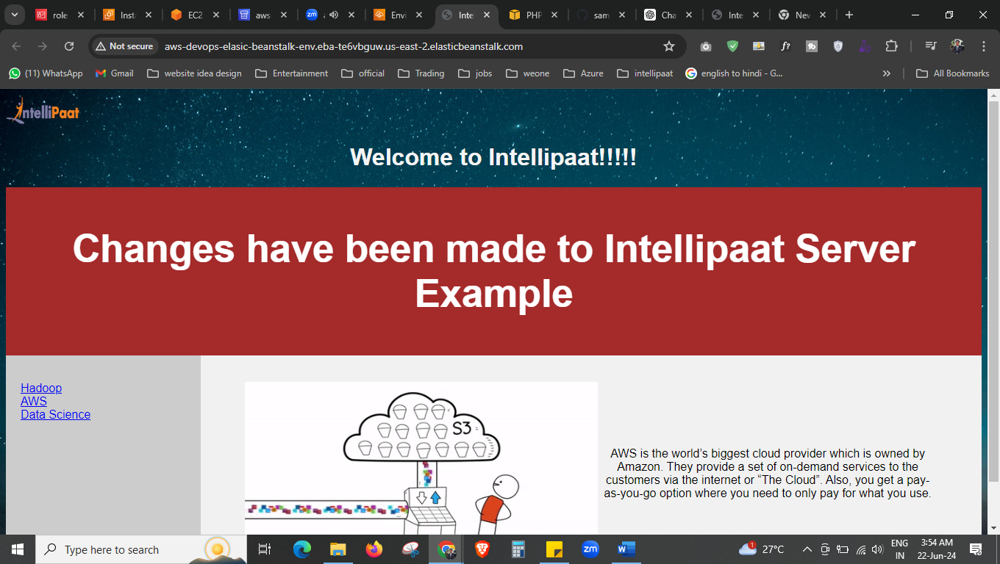 role
Insta
EC2
aws-
zm
Envi
Inte
PHP
sam
Cha
Inte
New
Not secure
aws-devops-elasic-beanstalk-env.eba-te6vbguw.us-east-2.elasticbeanstalk.com
(11) WhatsApp
Gmail
website idea design
Entertainment
official
Trading
jobs
weone
Azure
intellipaat
english to hindi - G...
All Bookmarks
IntelliPaat
Welcome to Intellipaat!!!!!
Changes have been made to Intellipaat Server
Example
Hadoop
AWS
Data Science
S3
AWS is the world’s biggest cloud provider which is owned by
Amazon. They provide a set of on-demand services to the
customers via the internet or “The Cloud”. Also, you get a pay-
as-you-go option where you need to only pay for what you use.
Type here to search
zm
1
27°C
ENG
IN
3:54 AM
22-Jun-24